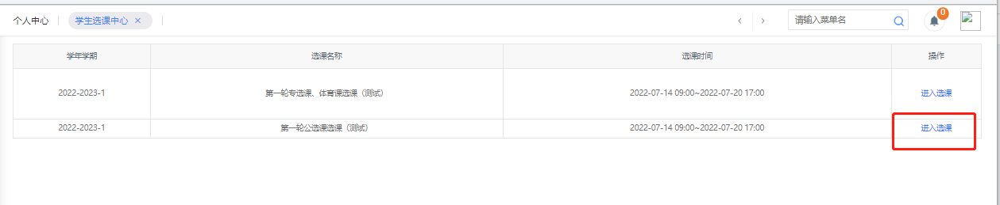 个人中心 学生选课中心 × 请输入菜单名 0
学年学期 选课名称 选课时间 操作
2022-2023-1 第一轮专选课、体育课选课（测试） 2022-07-14 09:00~2022-07-20 17:00 进入选课
2022-2023-1 第一轮公选课选课（测试） 2022-07-14 09:00~2022-07-20 17:00 进入选课